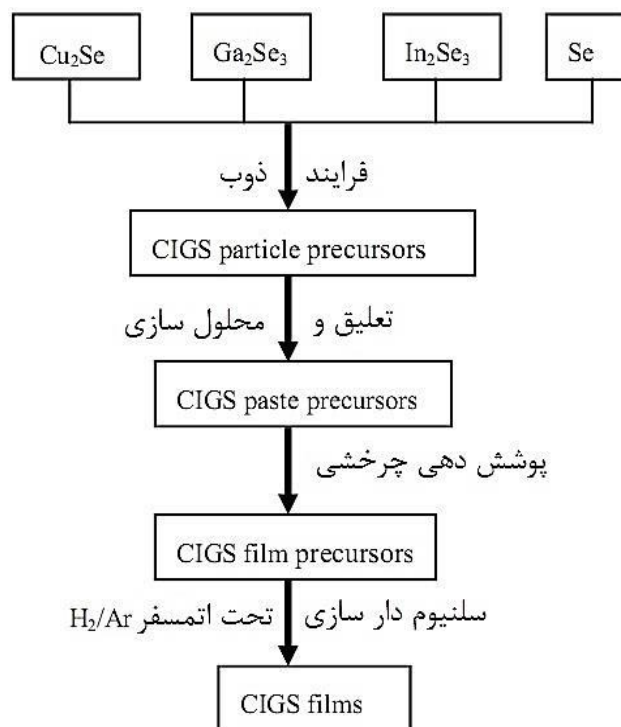 Cu₂Se Ga₂Se₃ In₂Se₃ Se
فرایند ذوب
CIGS particle precursors
تعلیق و محلول سازی
CIGS paste precursors
پوشش دهی چرخشی
CIGS film precursors
سلنیوم دار سازی تحت اتمسفر H₂/Ar
CIGS films